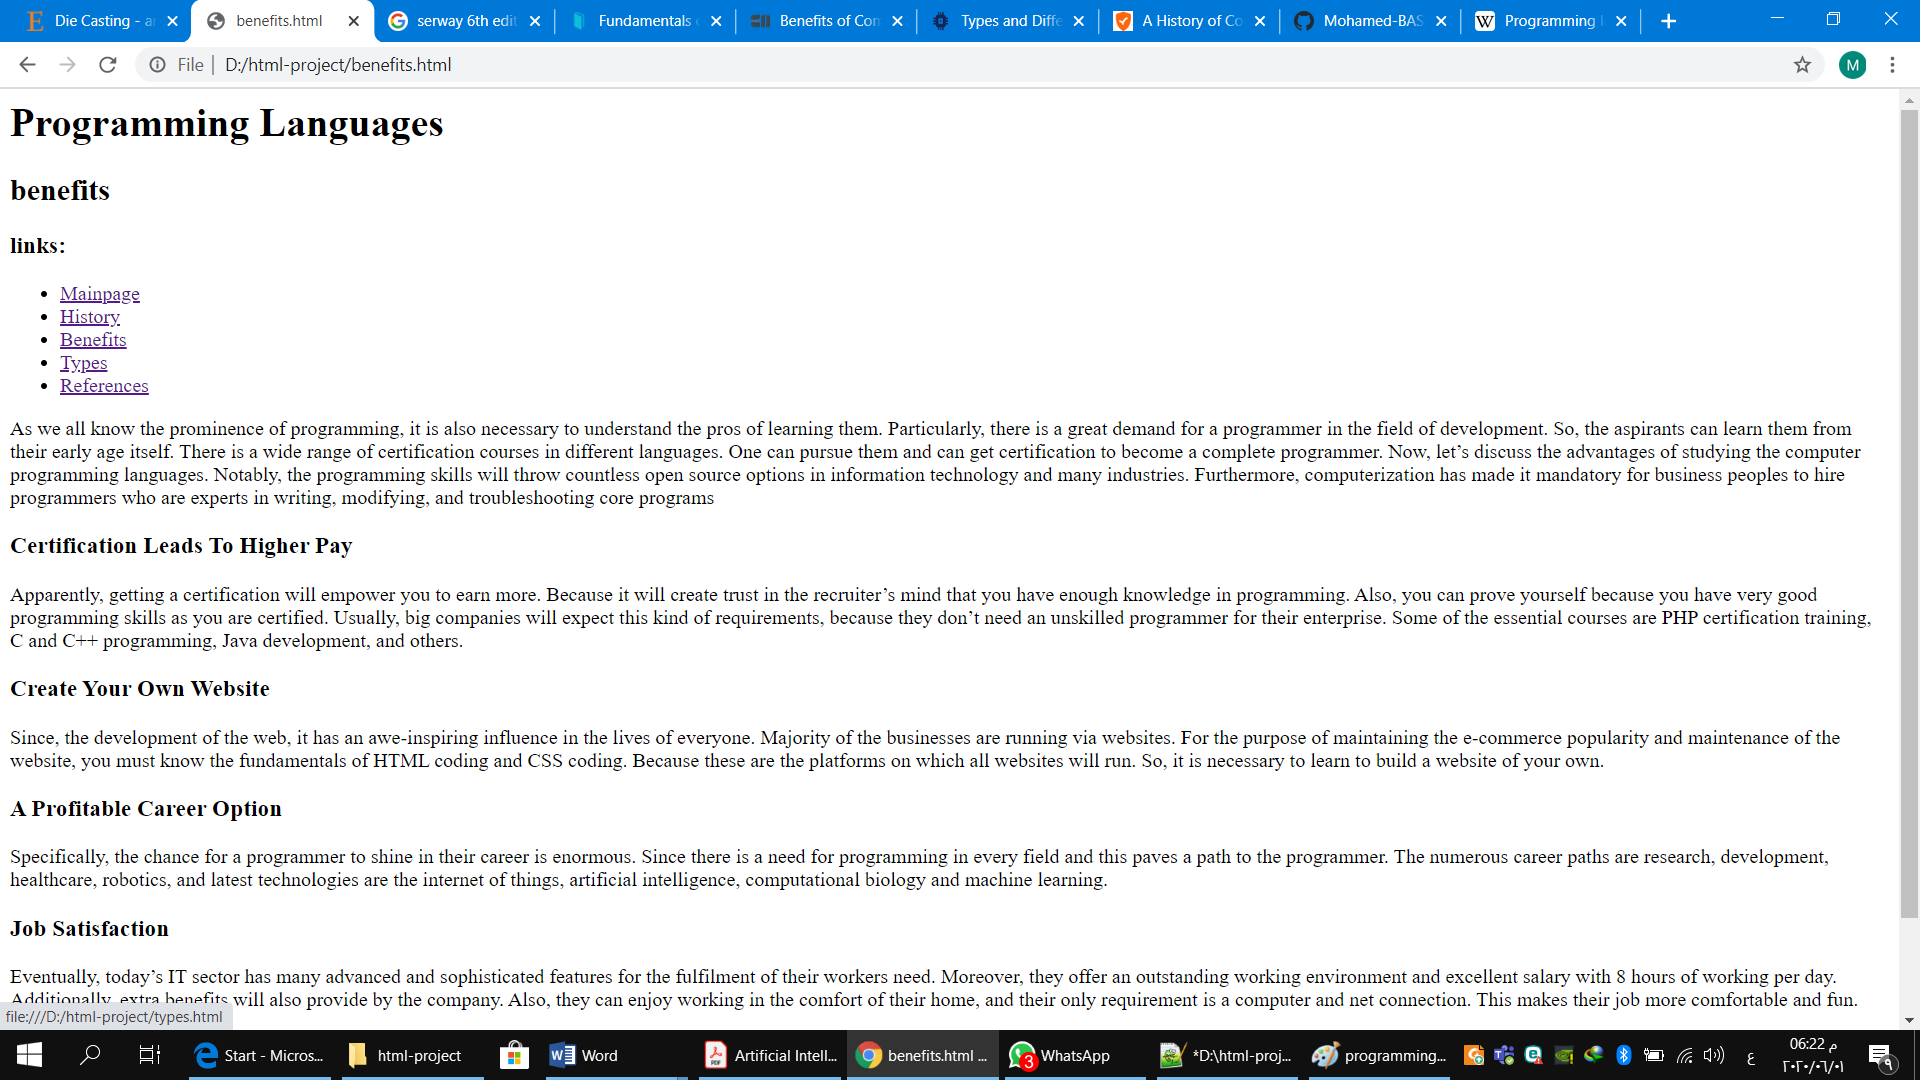 Die Casting - a
benefits.html
serway 6th edit
Fundamentals
Benefits of Com
Types and Diffe
A History of Co
Mohamed-BAS
Programming
File
D:/html-project/benefits.html
M
Programming Languages
benefits
links:
Mainpage
History
Benefits
Types
References
As we all know the prominence of programming, it is also necessary to understand the pros of learning them. Particularly, there is a great demand for a programmer in the field of development. So, the aspirants can learn them from
their early age itself. There is a wide range of certification courses in different languages. One can pursue them and can get certification to become a complete programmer. Now, let’s discuss the advantages of studying the computer
programming languages. Notably, the programming skills will throw countless open source options in information technology and many industries. Furthermore, computerization has made it mandatory for business peoples to hire
programmers who are experts in writing, modifying, and troubleshooting core programs
Certification Leads To Higher Pay
Apparently, getting a certification will empower you to earn more. Because it will create trust in the recruiter’s mind that you have enough knowledge in programming. Also, you can prove yourself because you have very good
programming skills as you are certified. Usually, big companies will expect this kind of requirements, because they don’t need an unskilled programmer for their enterprise. Some of the essential courses are PHP certification training,
C and C++ programming, Java development, and others.
Create Your Own Website
Since, the development of the web, it has an awe-inspiring influence in the lives of everyone. Majority of the businesses are running via websites. For the purpose of maintaining the e-commerce popularity and maintenance of the
website, you must know the fundamentals of HTML coding and CSS coding. Because these are the platforms on which all websites will run. So, it is necessary to learn to build a website of your own.
A Profitable Career Option
Specifically, the chance for a programmer to shine in their career is enormous. Since there is a need for programming in every field and this paves a path to the programmer. The numerous career paths are research, development,
healthcare, robotics, and latest technologies are the internet of things, artificial intelligence, computational biology and machine learning.
Job Satisfaction
Eventually, today’s IT sector has many advanced and sophisticated features for the fulfilment of their workers need. Moreover, they offer an outstanding working environment and excellent salary with 8 hours of working per day.
Additionally, extra benefits will also provide by the company. Also, they can enjoy working in the comfort of their home, and their only requirement is a computer and net connection. This makes their job more comfortable and fun.
file:///D:/html-project/types.html
Start - Micros...
html-project
Word
Artificial Intell...
benefits.html ...
3
WhatsApp
*D:\html-proj...
programming...
ع
06:22 م
٢٠٢٠/٠٦/٠١
٩